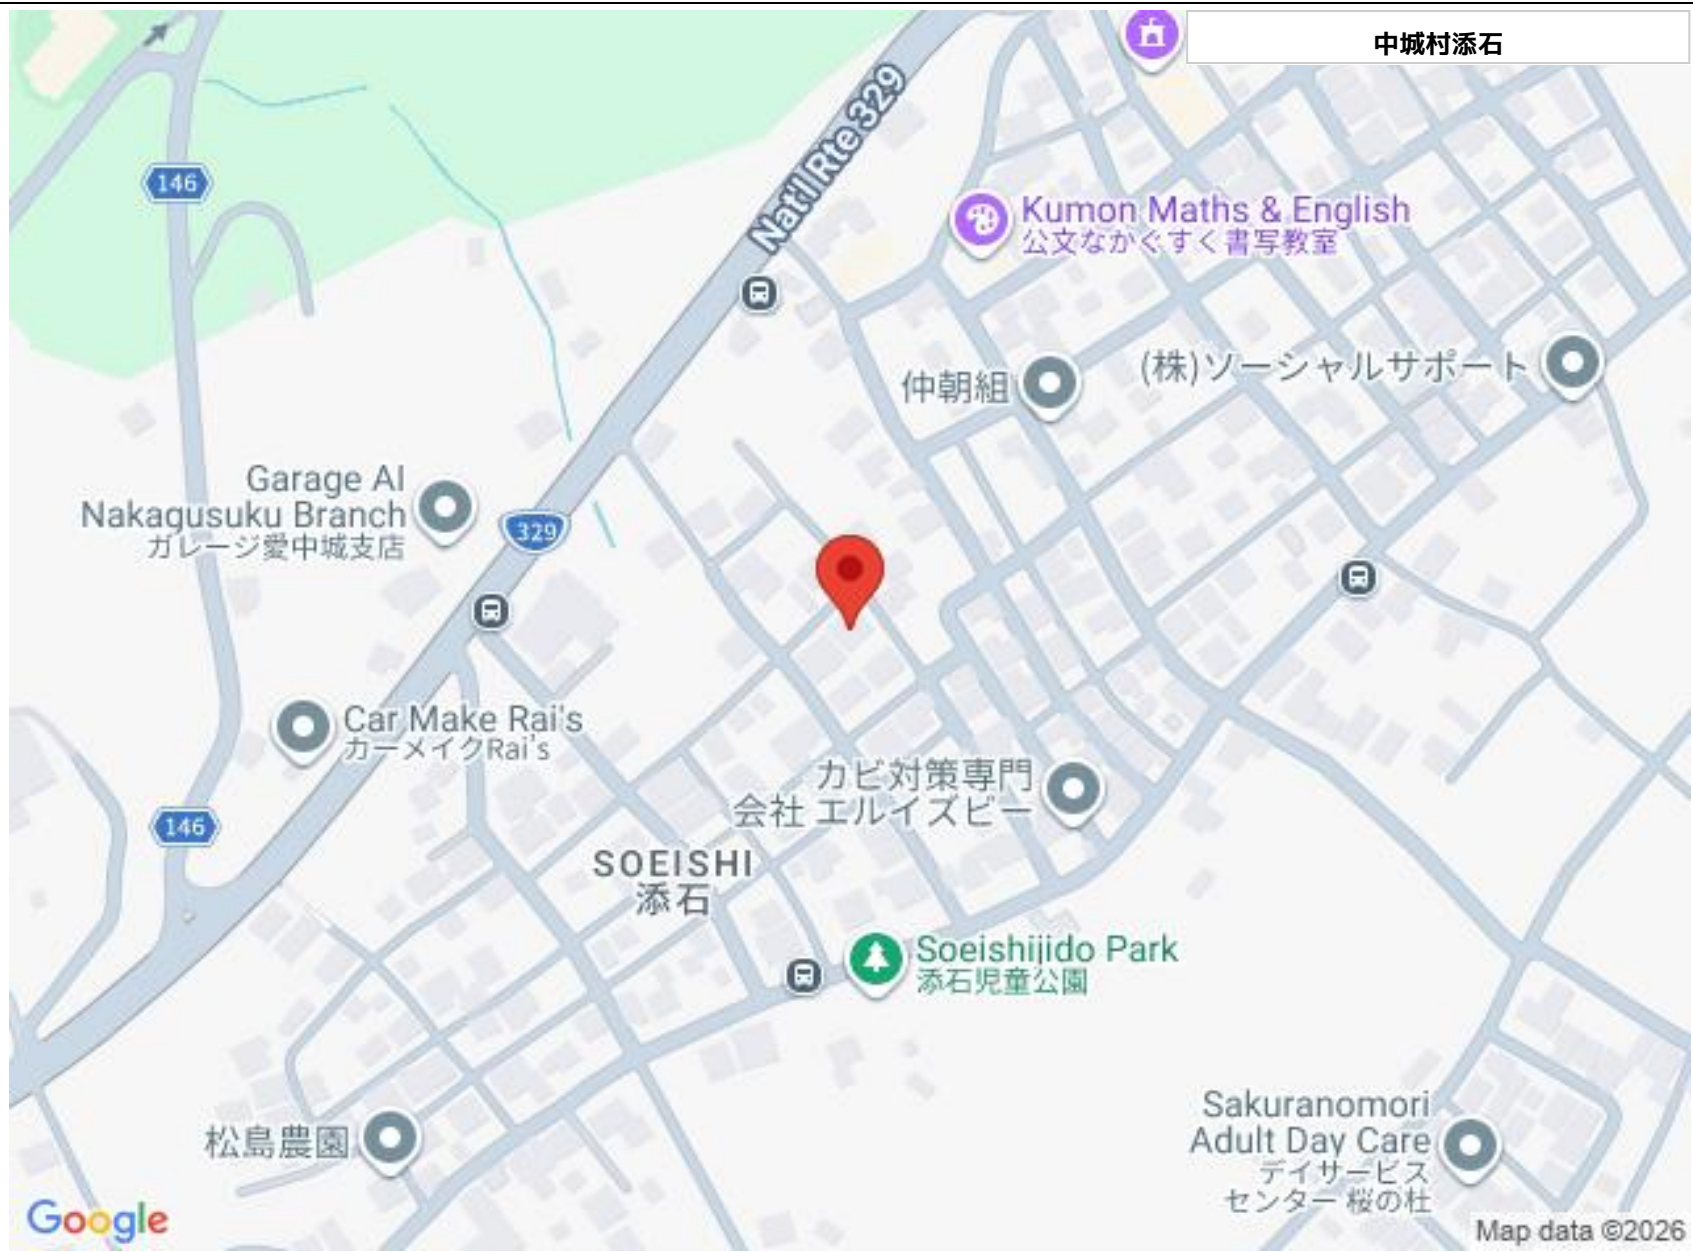 中城村添石
146
Nat'l Rte 329
Kumon Maths & English
公文なかぐすく書写教室
仲朝組
(株)ソーシャルサポート
Garage AI
Nakagusuku Branch
ガレージ愛中城支店
329
Car Make Rai's
カーメイクRai's
カビ対策専門
会社 エルイズビー
146
SOEISHI
添石
Soeishijido Park
添石児童公園
松島農園
Sakuranomori
Adult Day Care
デイサービス
センター 桜の杜
Google
Map data ©2026